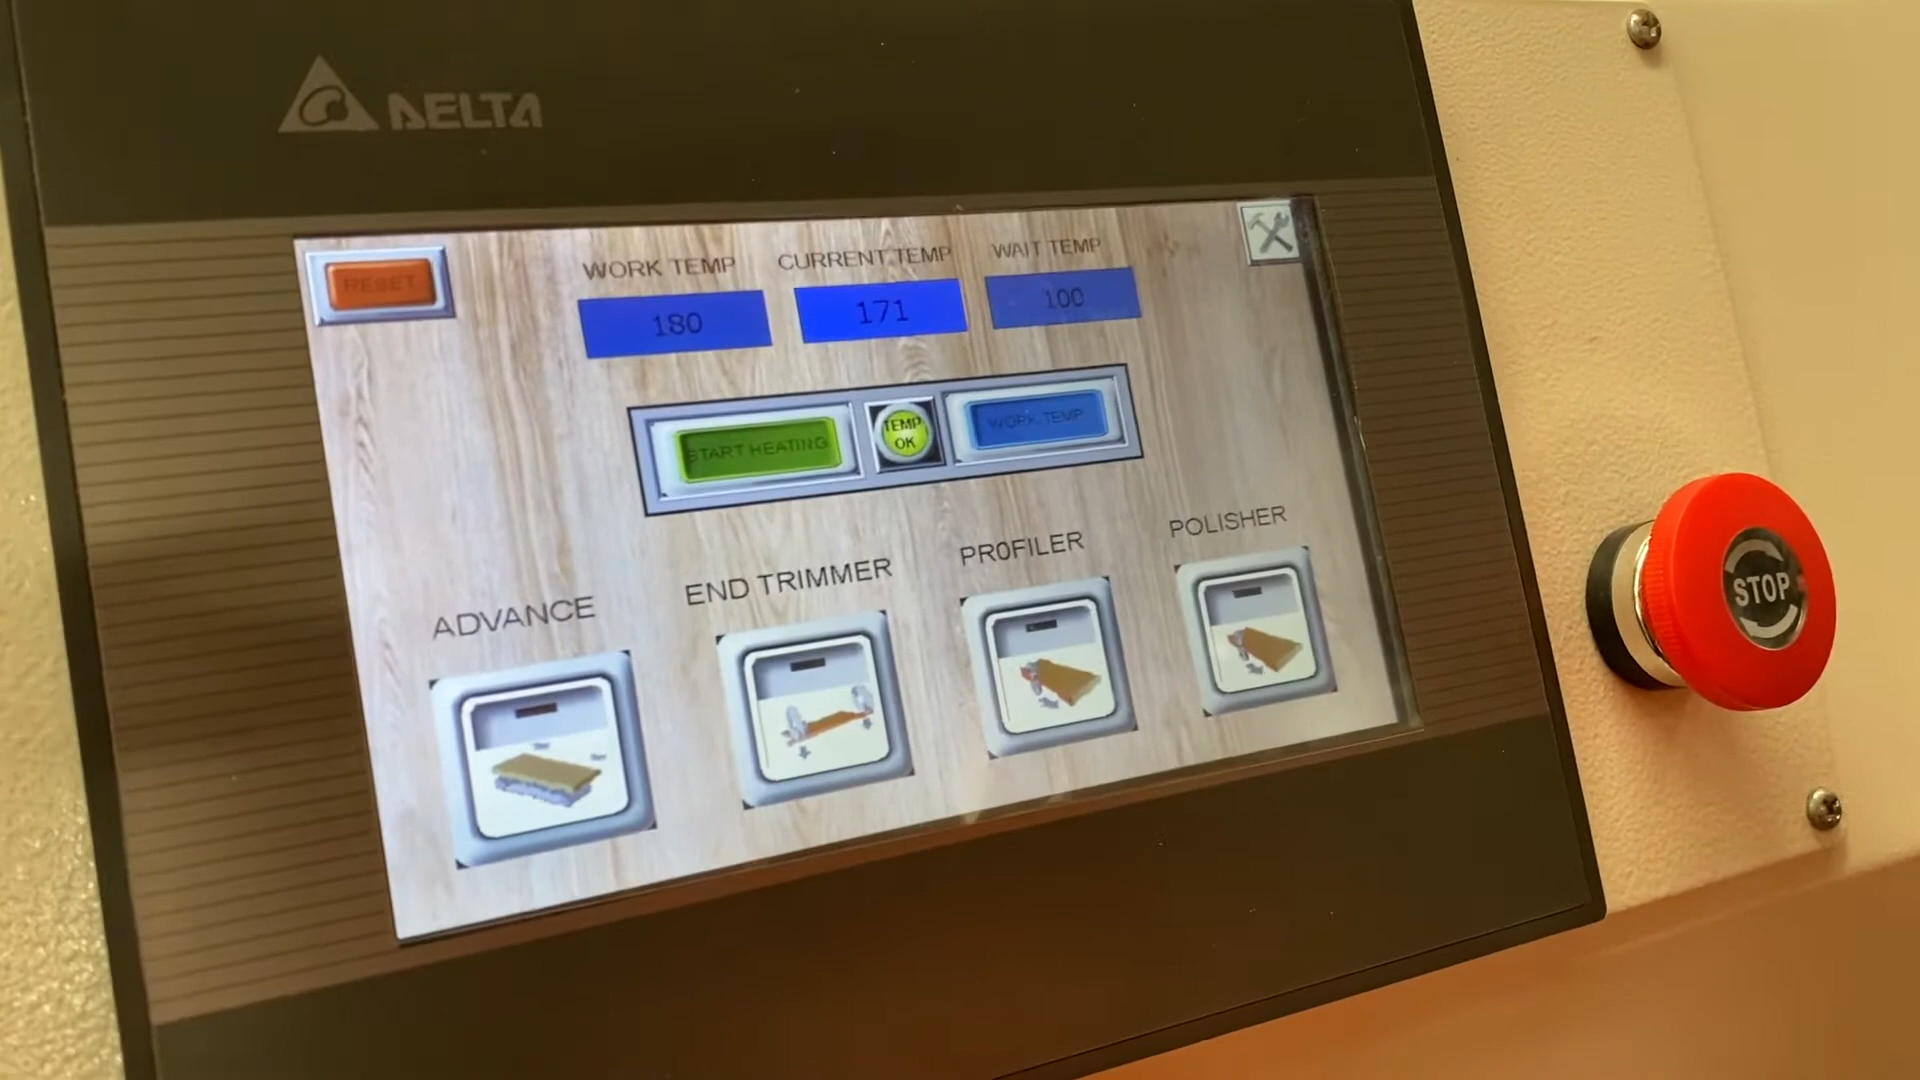 DELTA
RESET
WORK TEMP
CURRENT TEMP
WAIT TEMP
180
171
100
START HEATING
TEMP
OK
WORK TEMP
ADVANCE
END TRIMMER
PR0FILER
POLISHER
STOP